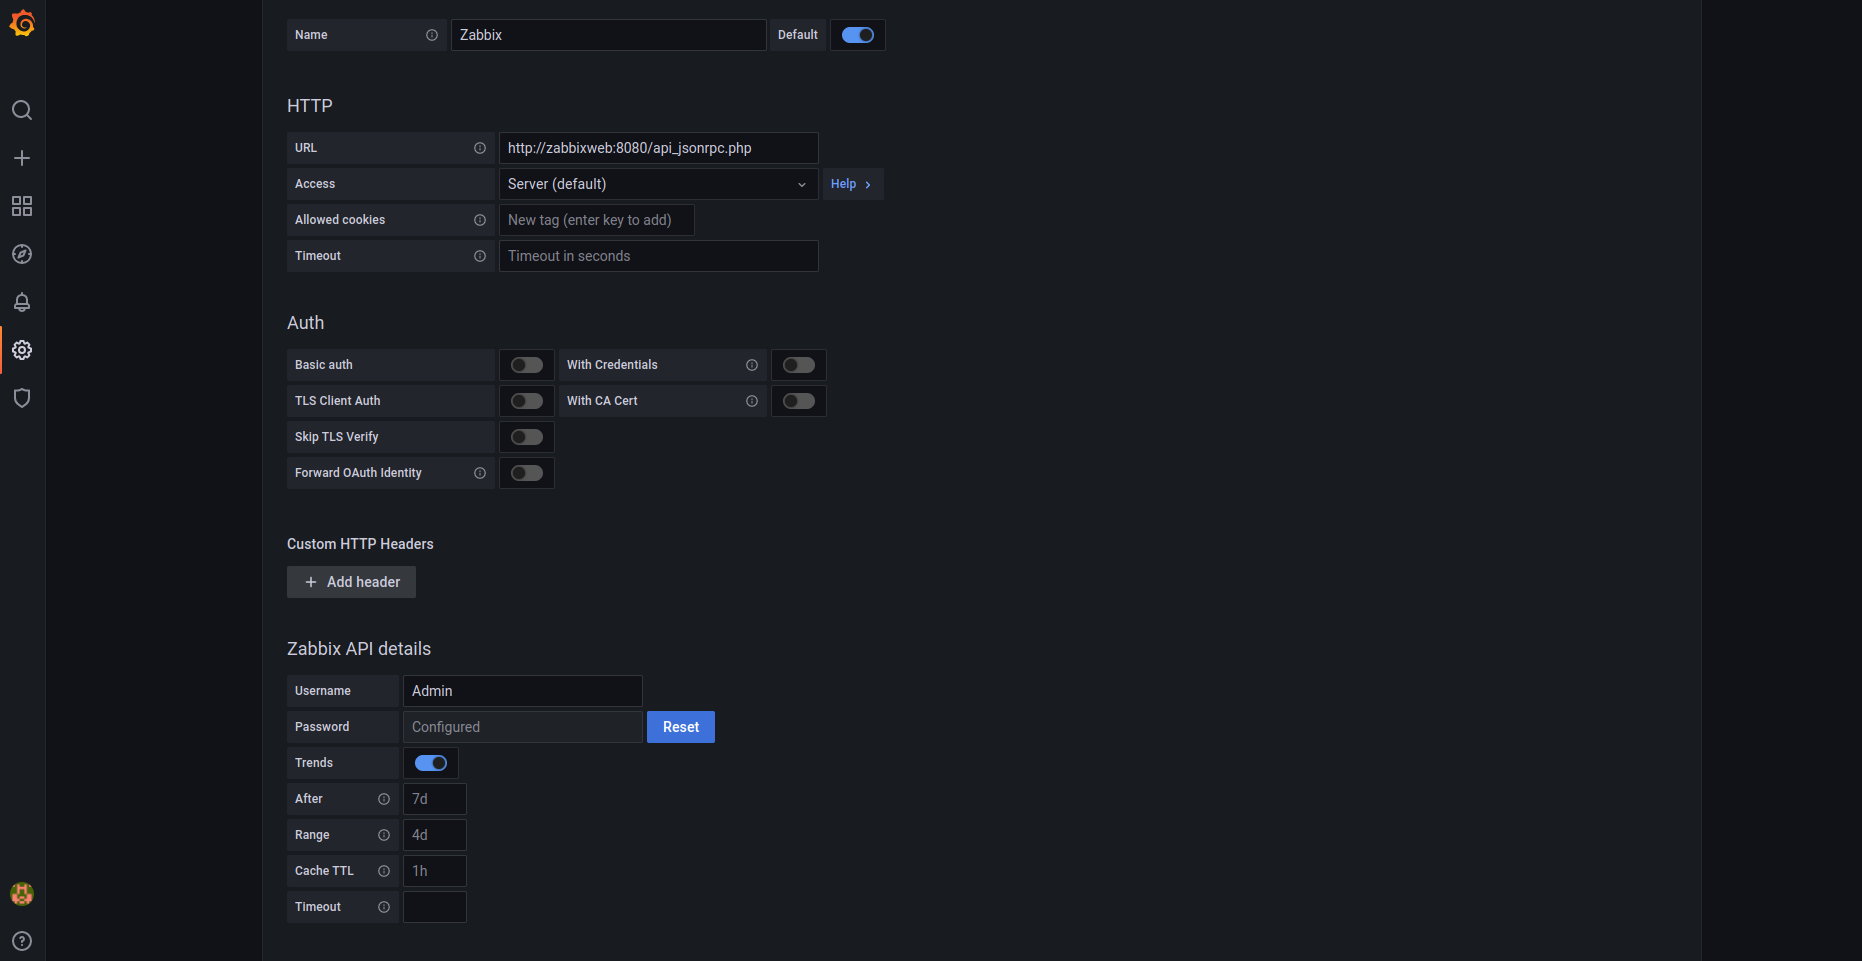 Name Zabbix Default
HTTP
URL http://zabbixweb:8080/api_jsonrpc.php
Access Server (default) Help
Allowed cookies New tag (enter key to add)
Timeout Timeout in seconds
Auth
Basic auth With Credentials
TLS Client Auth With CA Cert
Skip TLS Verify
Forward OAuth Identity
Custom HTTP Headers
+ Add header
Zabbix API details
Username Admin
Password Configured Reset
Trends
After 7d
Range 4d
Cache TTL 1h
Timeout